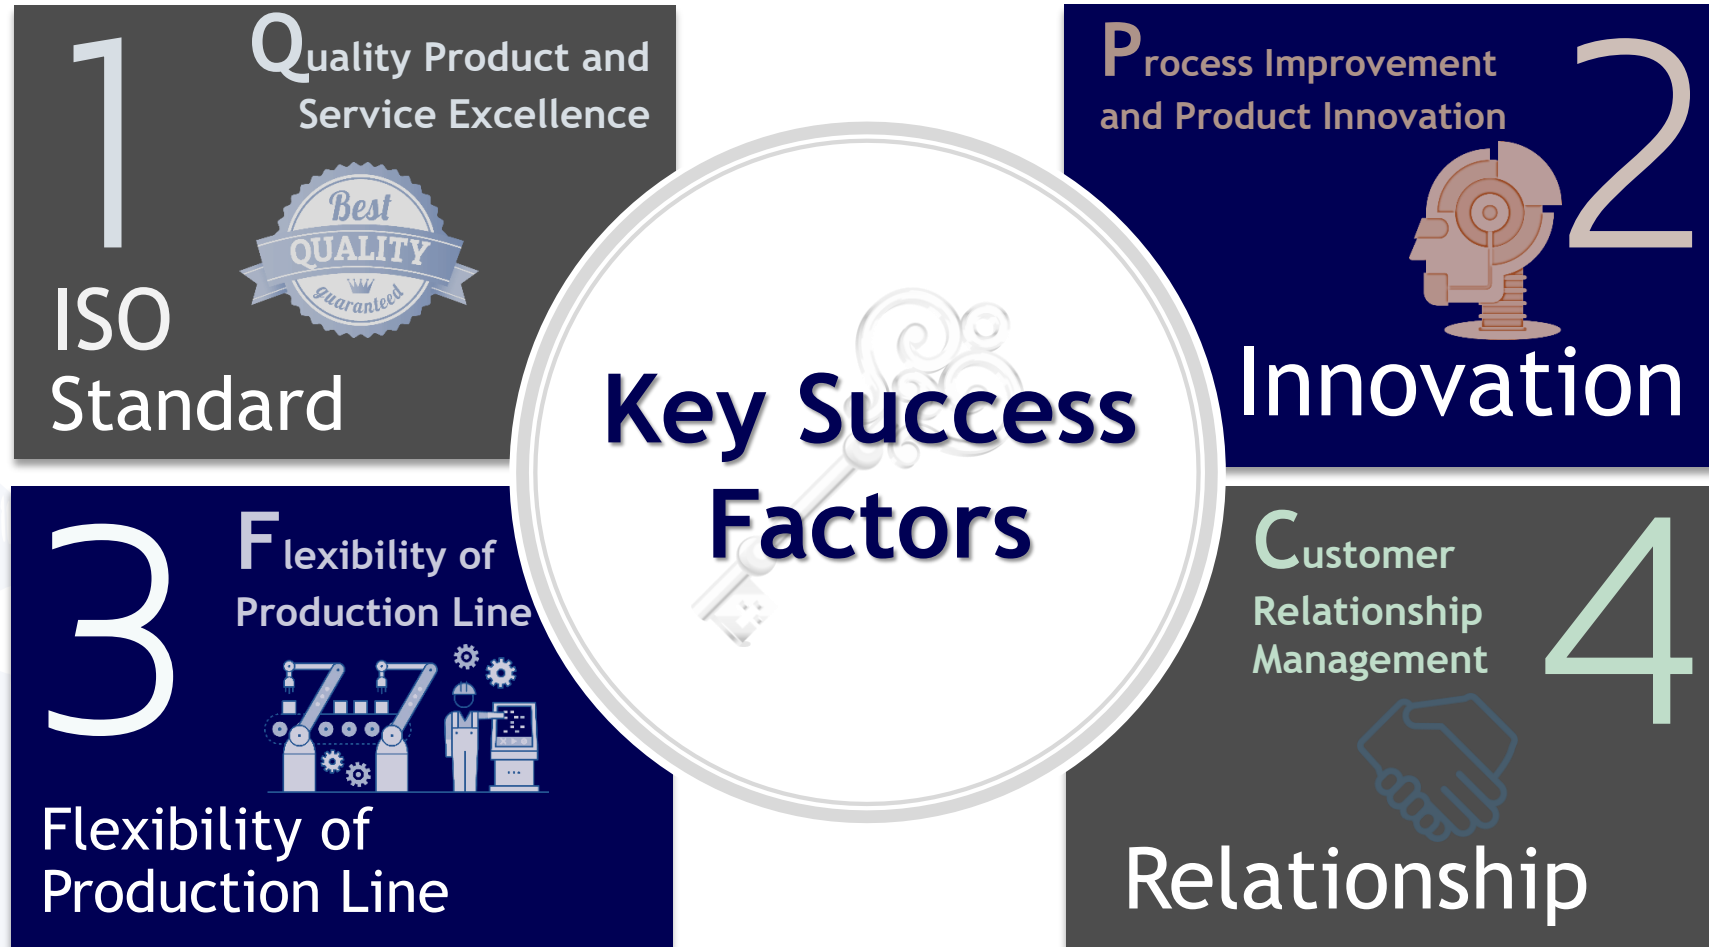 1
Quality Product and
Service Excellence
Best
QUALITY
guaranteed
ISO
Standard
2
Process Improvement
and Product Innovation
Innovation
Key Success
Factors
3
Flexibility of
Production Line
Flexibility of
Production Line
4
Customer
Relationship
Management
Relationship